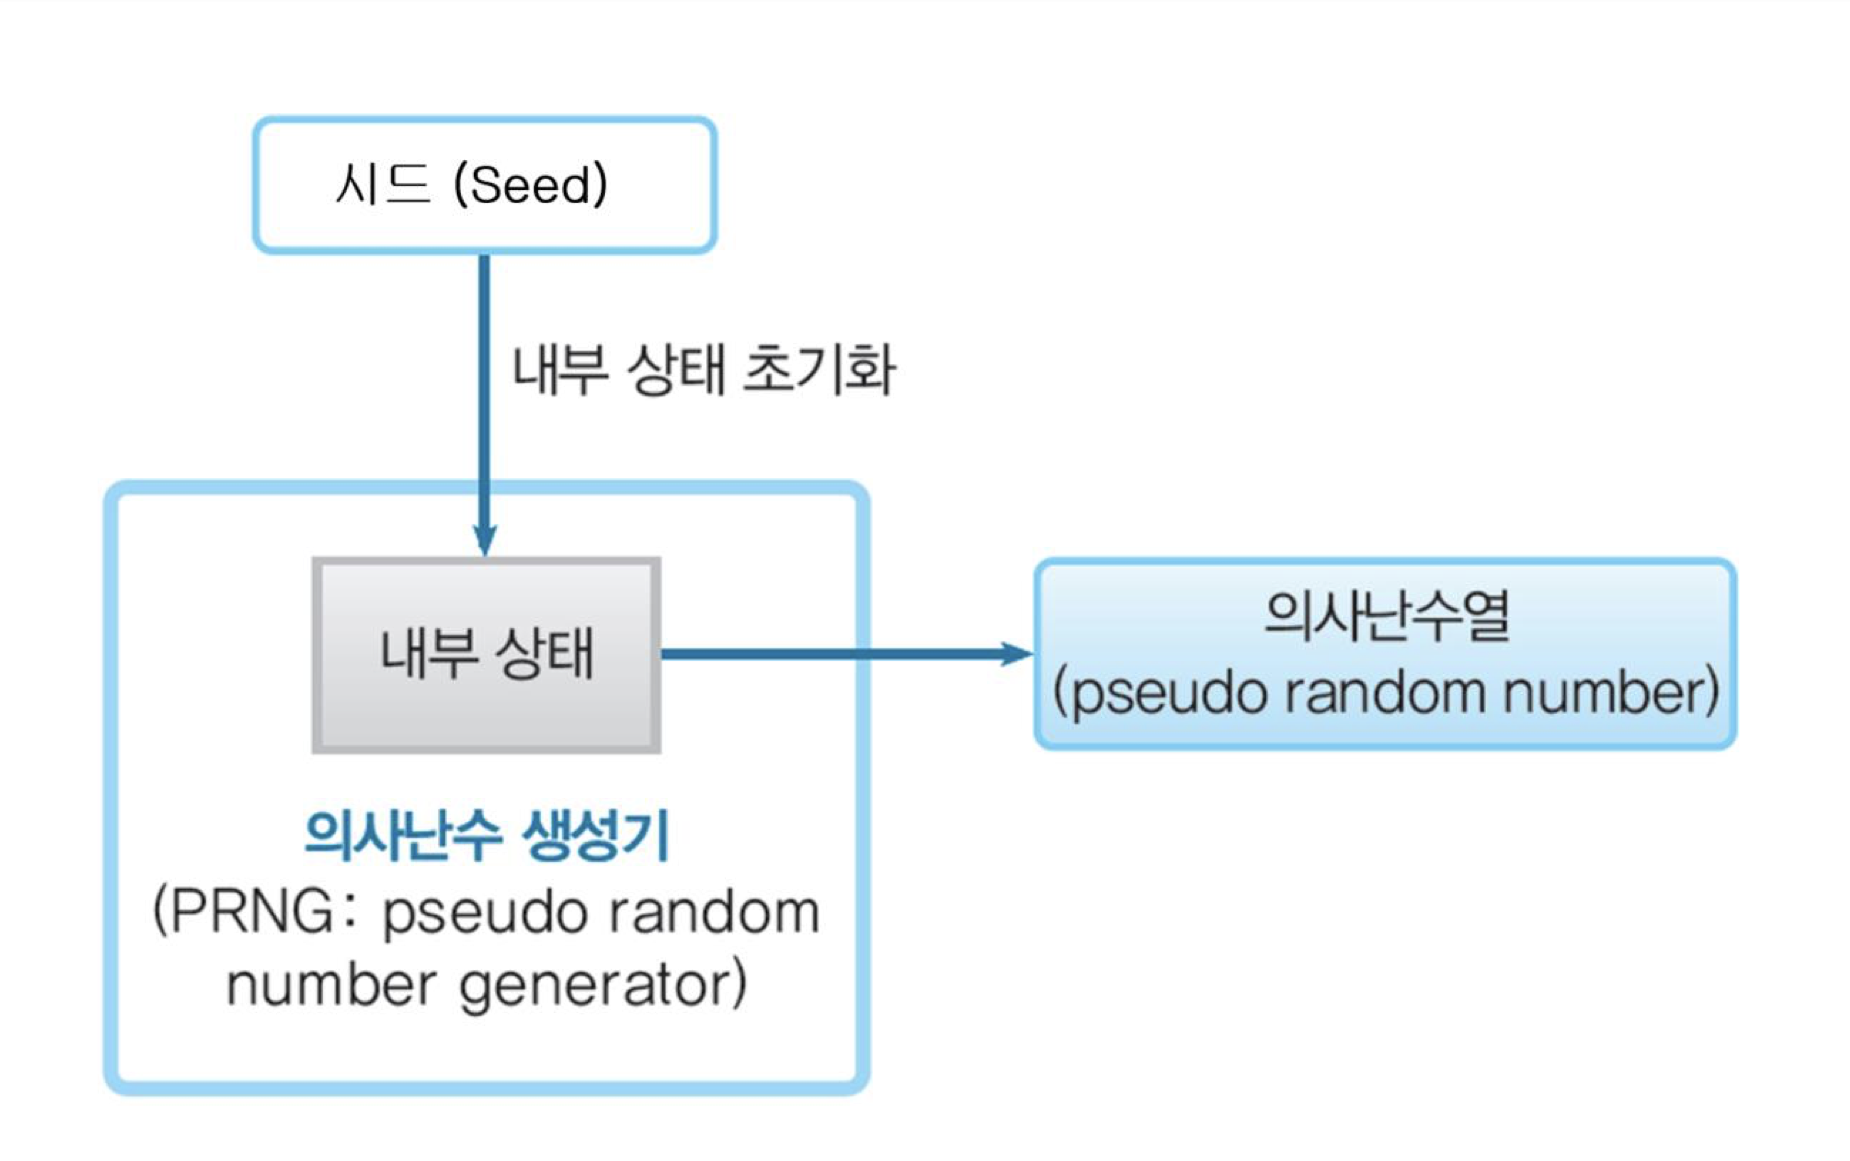 시드 (Seed)
내부 상태 초기화
내부 상태
의사난수열
(pseudo random number)
의사난수 생성기
(PRNG: pseudo random
number generator)